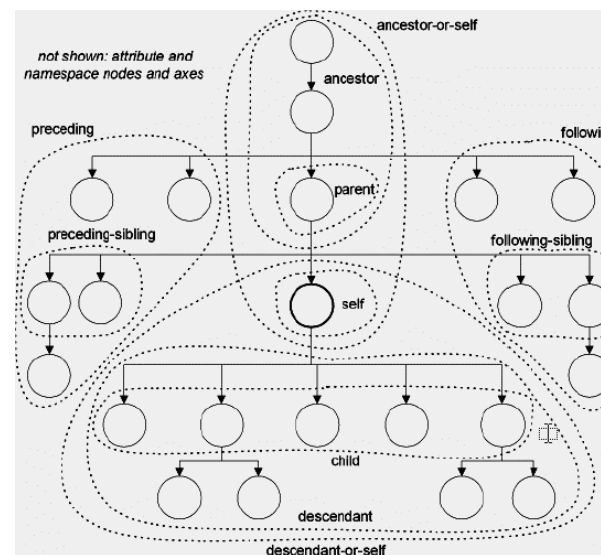 ancestor-or-self
not shown: attribute and
namespace nodes and axes
ancestor
preceding
followi
parent
preceding-sibling
following-sibling
self
child
descendant
descendant-or-self